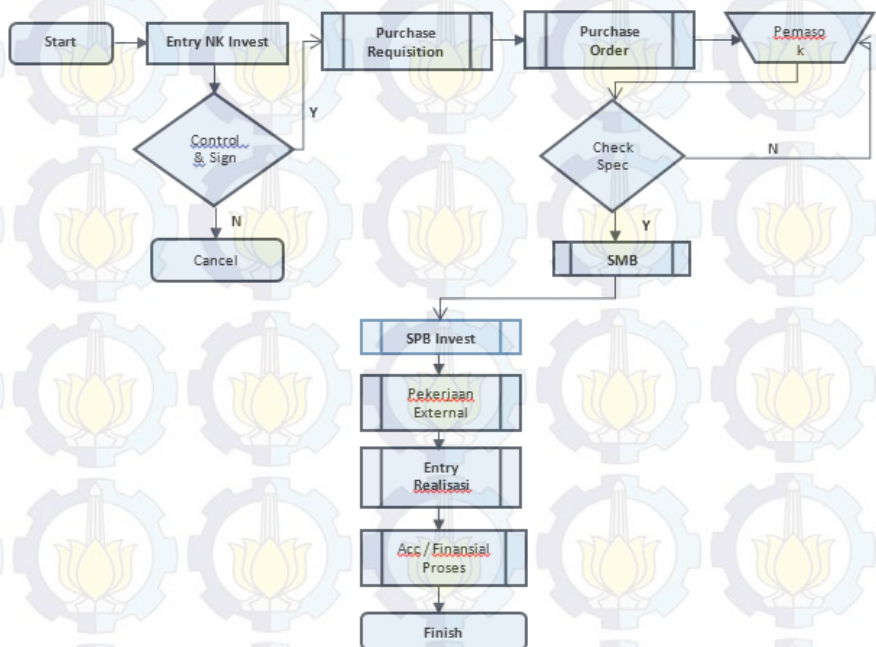 Start
Entry NK Invest
Purchase
Requisition
Purchase
Order
Pemaso
k
Control
& Sign
Y
N
Cancel
Check
Spec
N
Y
SMB
SPB Invest
Pekerjaan
External
Entry
Realisasi
Acc / Finansial
Proses
Finish